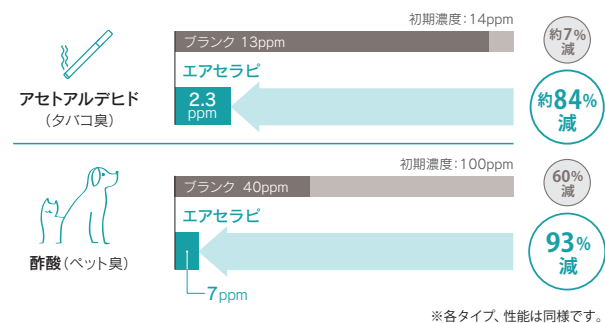 初期濃度:14ppm
ブランク 13ppm
約7%
減
エアセラピ
2.3
ppm
約84%
減
アセトアルデヒド
（タバコ臭）
初期濃度:100ppm
ブランク 40ppm
60%
減
エアセラピ
93%
減
酢酸（ペット臭）
7ppm
※各タイプ、性能は同様です。